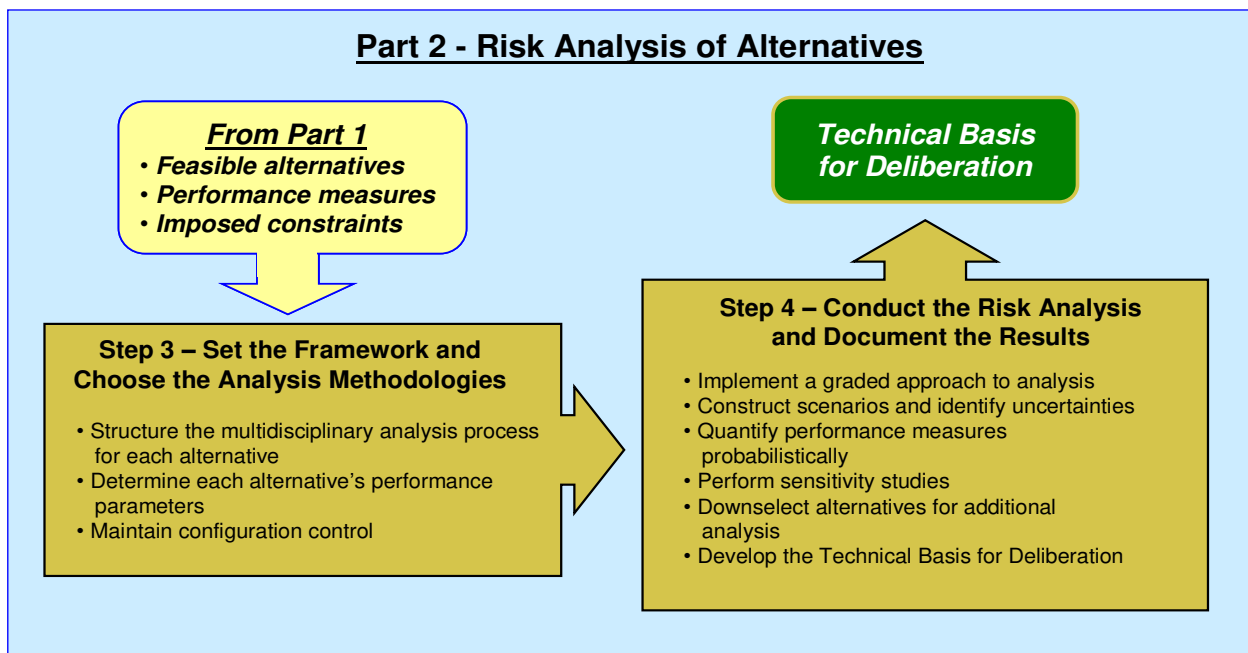 Part 2 - Risk Analysis of Alternatives
From Part 1
• Feasible alternatives
• Performance measures
• Imposed constraints
Technical Basis
for Deliberation
Step 3 – Set the Framework and
Choose the Analysis Methodologies
• Structure the multidisciplinary analysis process
for each alternative
• Determine each alternative’s performance
parameters
• Maintain configuration control
Step 4 – Conduct the Risk Analysis
and Document the Results
• Implement a graded approach to analysis
• Construct scenarios and identify uncertainties
• Quantify performance measures
probabilistically
• Perform sensitivity studies
• Downselect alternatives for additional
analysis
• Develop the Technical Basis for Deliberation